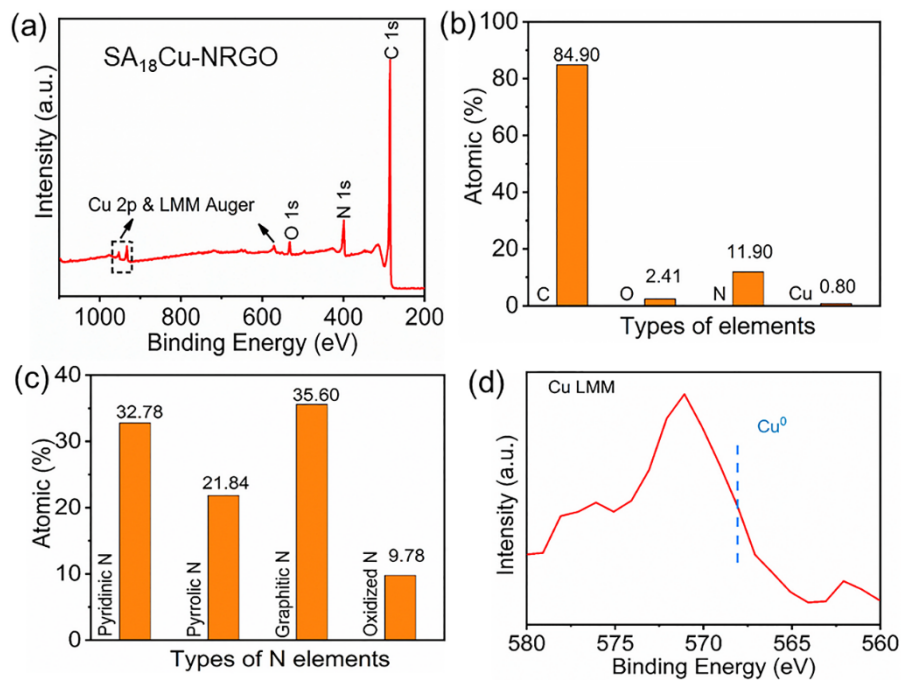 (a)
SA18Cu-NRGO
C 1s
N 1s
O 1s
Cu 2p & LMM Auger
Intensity (a.u.)
1000 800 600 400 200
Binding Energy (eV)
(b)
100
80
60
40
20
0
Atomic (%)
84.90
2.41
11.90
0.80
C O N Cu
Types of elements
(c)
40
30
20
10
0
Atomic (%)
32.78
21.84
35.60
9.78
Pyridinic N
Pyrrolic N
Graphitic N
Oxidized N
Types of N elements
(d)
Cu LMM
Cu⁰
Intensity (a.u.)
580 575 570 565 560
Binding Energy (eV)